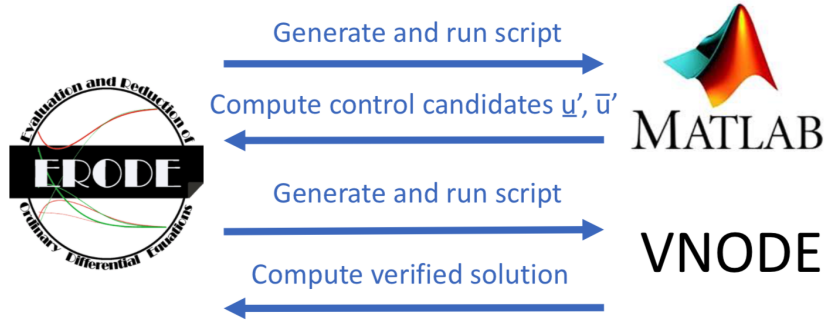 Generate and run script
Compute control candidates u̲', u̅'
MATLAB
Evaluation and Reduction of
ERODE
Ordinary Differential Equations
Generate and run script
VNODE
Compute verified solution